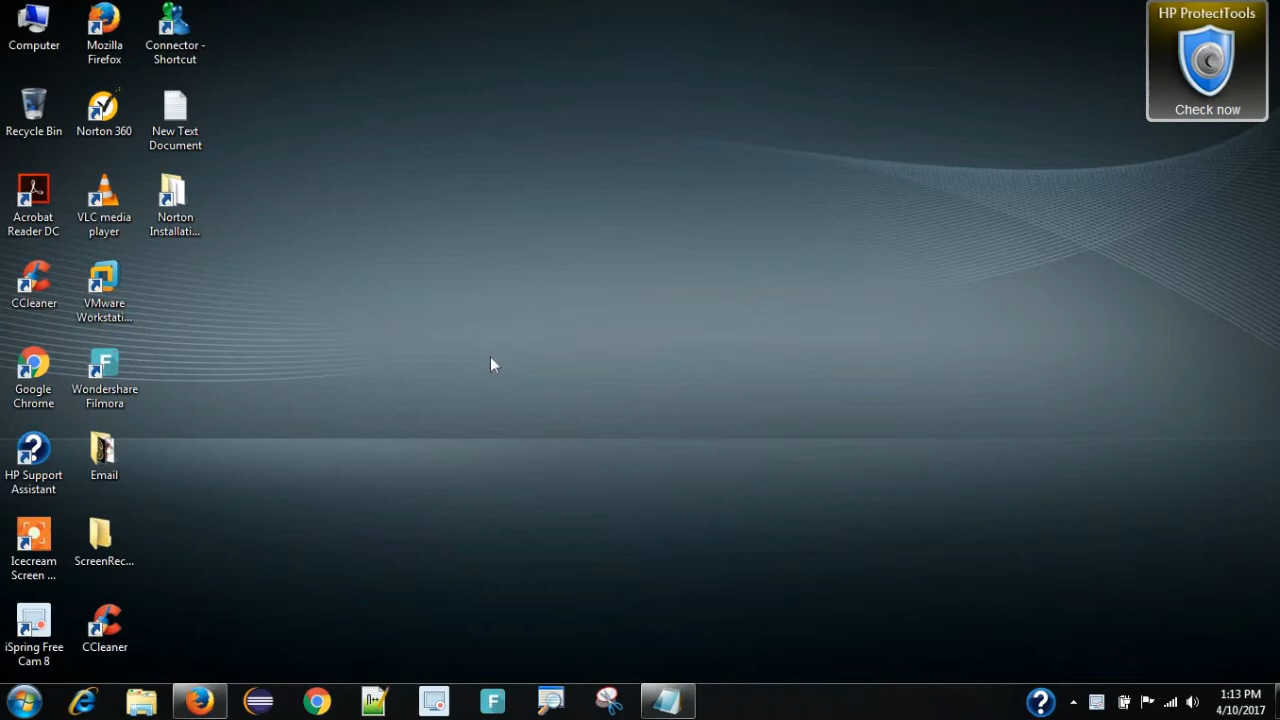 HP ProtectTools
Check now
Computer
Mozilla
Firefox
Connector -
Shortcut
Recycle Bin
Norton 360
New Text
Document
Acrobat
Reader DC
VLC media
player
Norton
Installati...
CCleaner
VMware
Workstati...
Google
Chrome
Wondershare
Filmora
HP Support
Assistant
Email
Icecream
Screen ...
ScreenRec...
iSpring Free
Cam 8
CCleaner
1:13 PM
4/10/2017